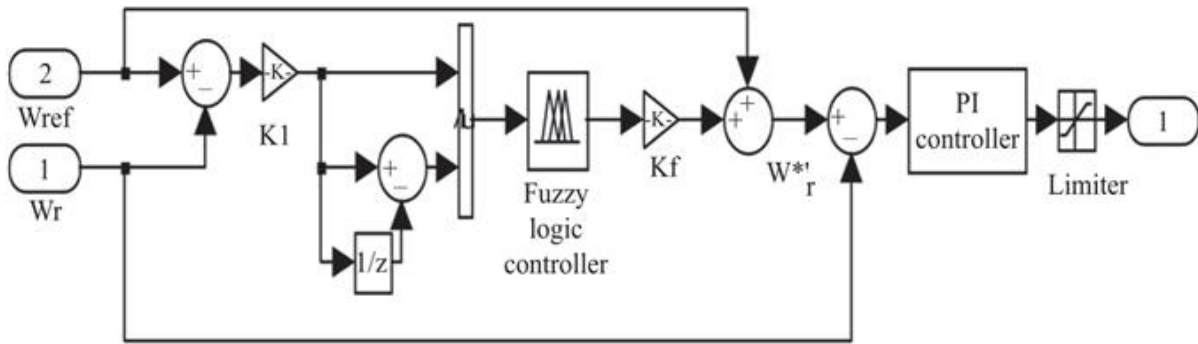 2
Wref
1
Wr
+
−
-K-
K1
+
−
1/z
Fuzzy
logic
controller
-K-
Kf
+
+
W*'r
−
PI
controller
Limiter
1